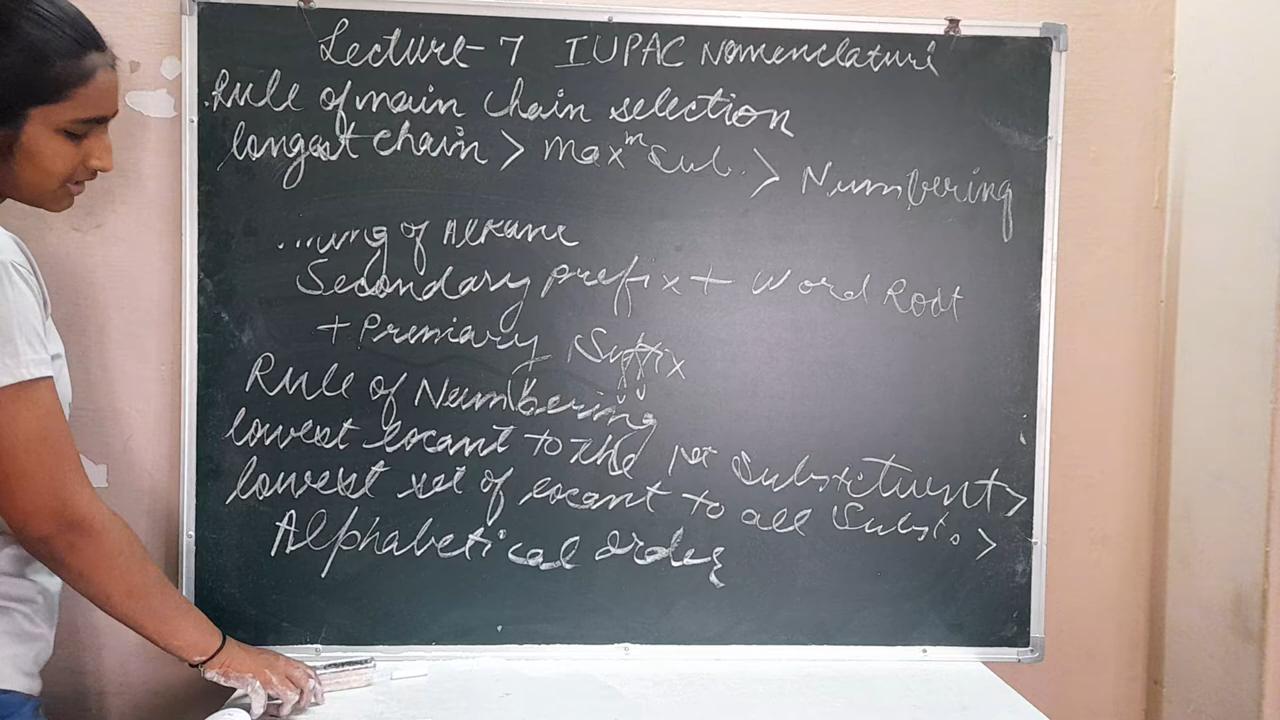 Lecture-7 IUPAC Nomenclature
Rule of main chain selection
longest chain > maxᵐ sub. > Numbering
of Alkane
Secondary prefix + Word Root
+ Premiary Suffix
Rule of Numbering
lowest locant to the 1st Substituent >
lowest set of locant to all Substs. >
Alphabetical order